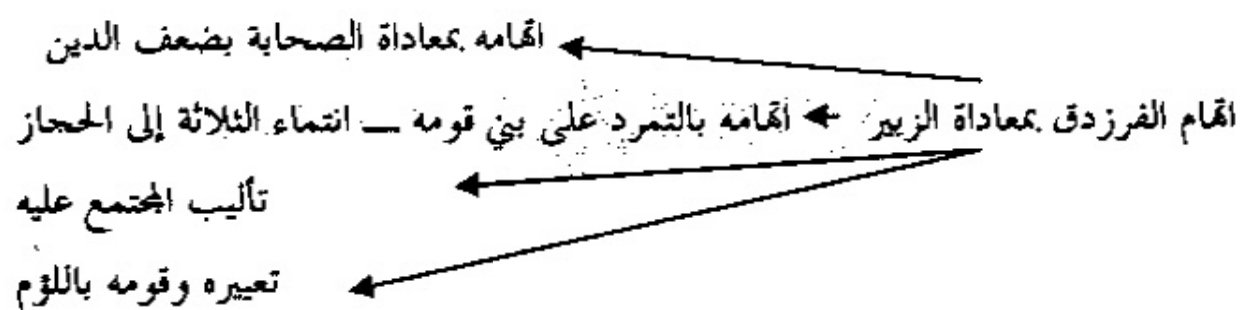 اتهامه بمعاداة الصحابة بضعف الدين
اتهام الفرزدق بمعاداة الزبير اتهامه بالتمرد على بني قومه ــ انتماء الثلاثة إلى الحجاز
تأليب المجتمع عليه
تعييره وقومه باللؤم